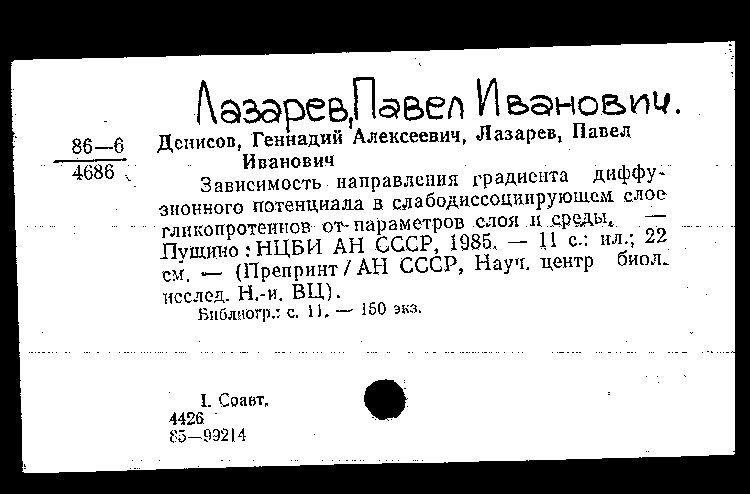 Лазарев, Павел Иванович.
86—6
4686
Денисов, Геннадий Алексеевич, Лазарев, Павел
Иванович
Зависимость направления градиента диффу-
зионного потенциала в слабодиссоциирующем слое
гликопротеинов от параметров слоя и среды. —
Пущино : НЦБИ АН СССР, 1985. — 11 с.: ил.; 22
см. — (Препринт / АН СССР, Науч. центр биол.
исслед. Н.-и. ВЦ).
Библиогр.: с. 11. — 150 экз.
I. Соавт.
4426
85—99214